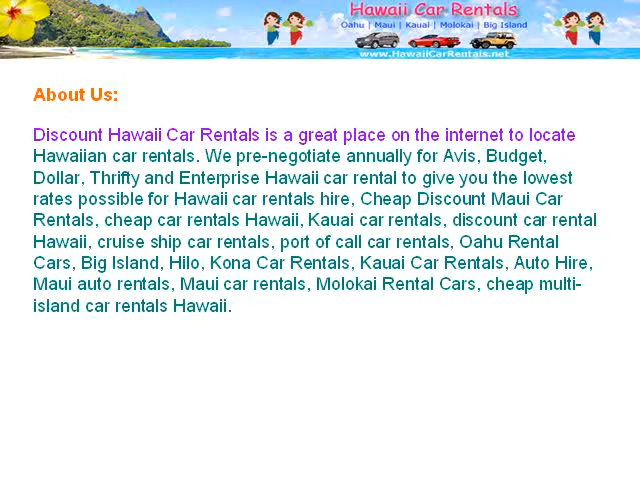 Hawaii Car Rentals
Oahu | Maui | Kauai | Molokai | Big Island
www.HawaiiCarRentals.net
About Us:
Discount Hawaii Car Rentals is a great place on the internet to locate
Hawaiian car rentals. We pre-negotiate annually for Avis, Budget,
Dollar, Thrifty and Enterprise Hawaii car rental to give you the lowest
rates possible for Hawaii car rentals hire, Cheap Discount Maui Car
Rentals, cheap car rentals Hawaii, Kauai car rentals, discount car rental
Hawaii, cruise ship car rentals, port of call car rentals, Oahu Rental
Cars, Big Island, Hilo, Kona Car Rentals, Kauai Car Rentals, Auto Hire,
Maui auto rentals, Maui car rentals, Molokai Rental Cars, cheap multi-
island car rentals Hawaii.